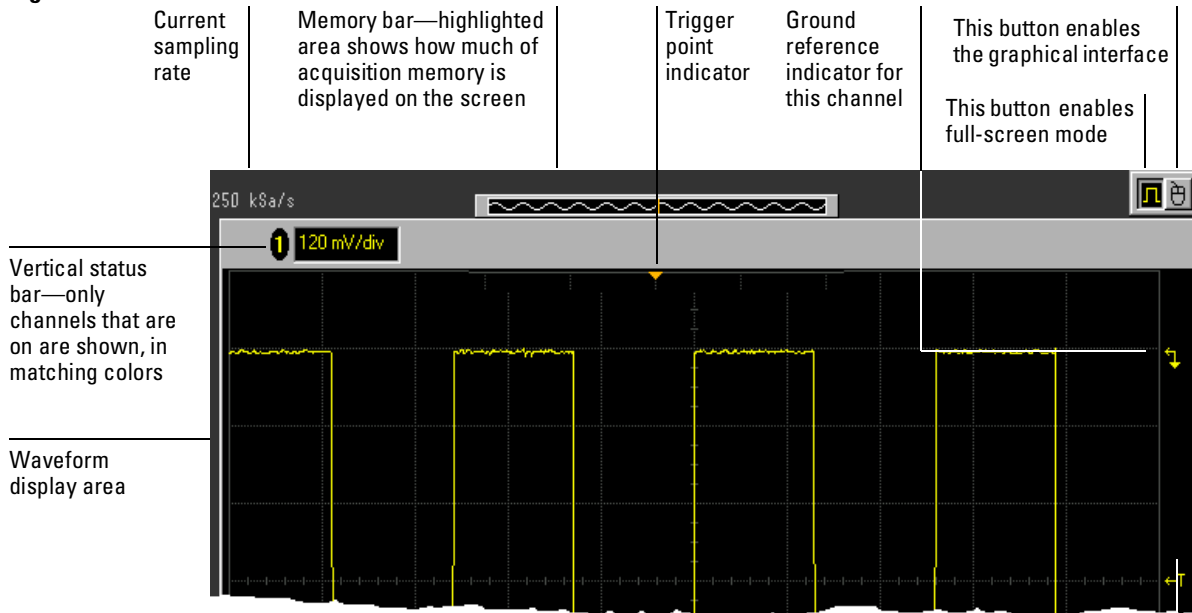 Current
sampling
rate
Memory bar—highlighted
area shows how much of
acquisition memory is
displayed on the screen
Trigger
point
indicator
Ground
reference
indicator for
this channel
This button enables
the graphical interface
This button enables
full-screen mode
250 kSa/s
1 120 mV/div
Vertical status
bar—only
channels that are
on are shown, in
matching colors
Waveform
display area
T